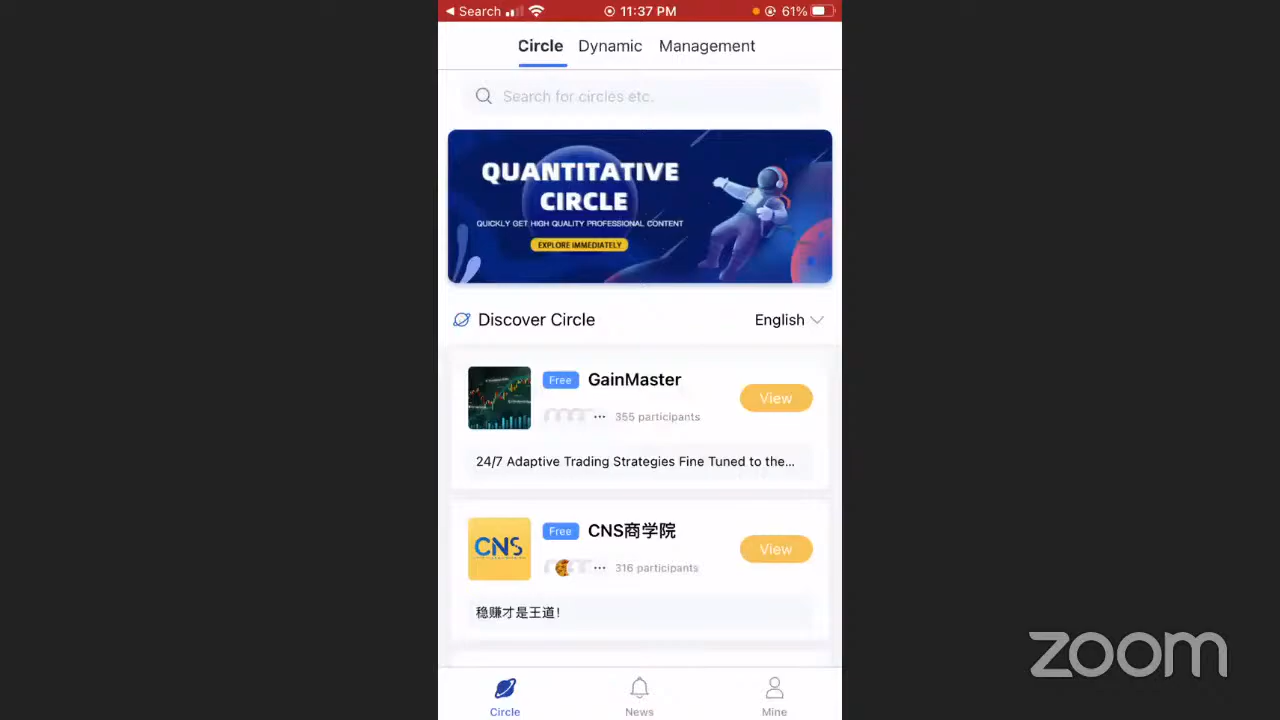 Search
11:37 PM
61%
Circle Dynamic Management
Search for circles etc.
QUANTITATIVE
CIRCLE
QUICKLY GET HIGH QUALITY PROFESSIONAL CONTENT
EXPLORE IMMEDIATELY
Discover Circle
English
Free GainMaster
View
... 355 participants
24/7 Adaptive Trading Strategies Fine Tuned to the...
CNS
Free CNS商学院
View
... 316 participants
稳赚才是王道!
Circle
News
Mine
zoom